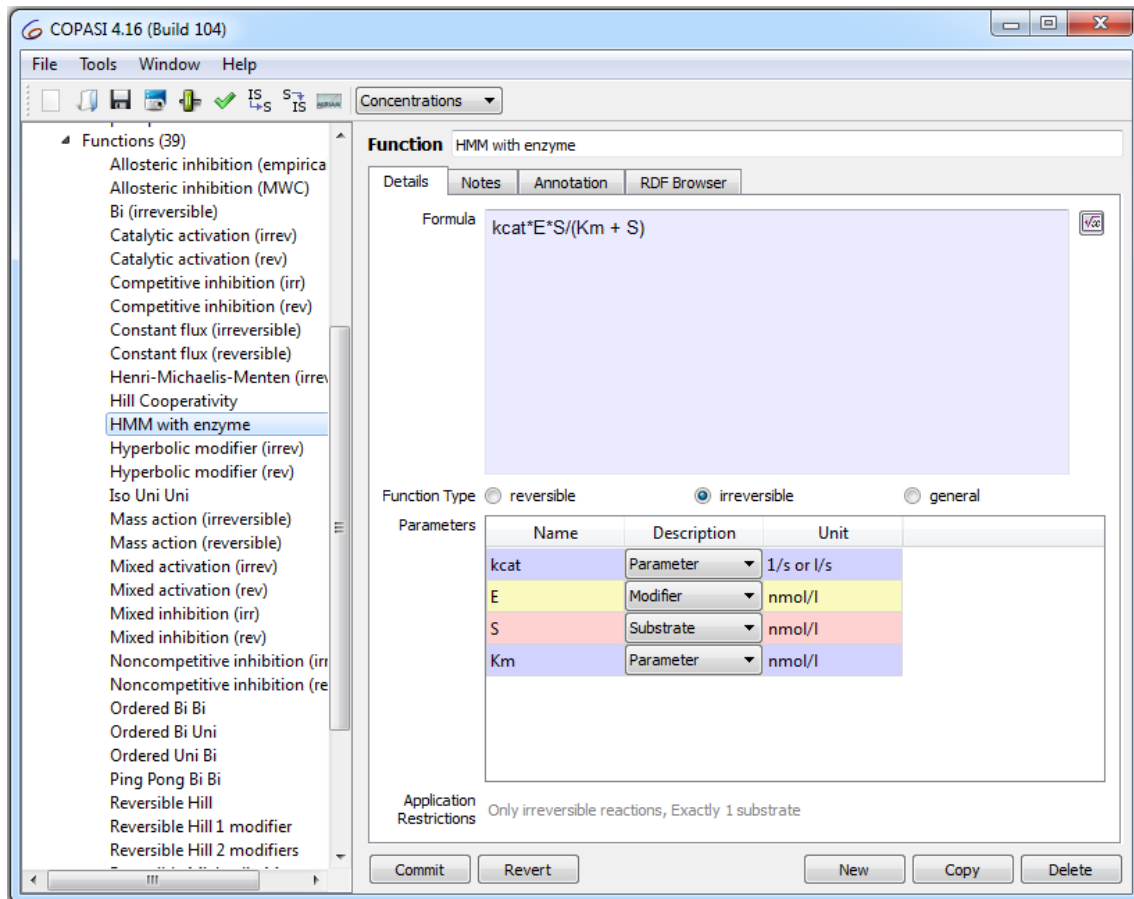 COPASI 4.16 (Build 104)
File Tools Window Help
IS S S IS Concentrations
Functions (39)
Allosteric inhibition (empirica
Allosteric inhibition (MWC)
Bi (irreversible)
Catalytic activation (irrev)
Catalytic activation (rev)
Competitive inhibition (irr)
Competitive inhibition (rev)
Constant flux (irreversible)
Constant flux (reversible)
Henri-Michaelis-Menten (irrev
Hill Cooperativity
HMM with enzyme
Hyperbolic modifier (irrev)
Hyperbolic modifier (rev)
Iso Uni Uni
Mass action (irreversible)
Mass action (reversible)
Mixed activation (irrev)
Mixed activation (rev)
Mixed inhibition (irr)
Mixed inhibition (rev)
Noncompetitive inhibition (irr
Noncompetitive inhibition (re
Ordered Bi Bi
Ordered Bi Uni
Ordered Uni Bi
Ping Pong Bi Bi
Reversible Hill
Reversible Hill 1 modifier
Reversible Hill 2 modifiers
Function HMM with enzyme
Details Notes Annotation RDF Browser
Formula kcat*E*S/(Km + S)
Function Type reversible irreversible general
Parameters Name Description Unit
kcat Parameter 1/s or l/s
E Modifier nmol/l
S Substrate nmol/l
Km Parameter nmol/l
Application
Restrictions Only irreversible reactions, Exactly 1 substrate
Commit Revert New Copy Delete